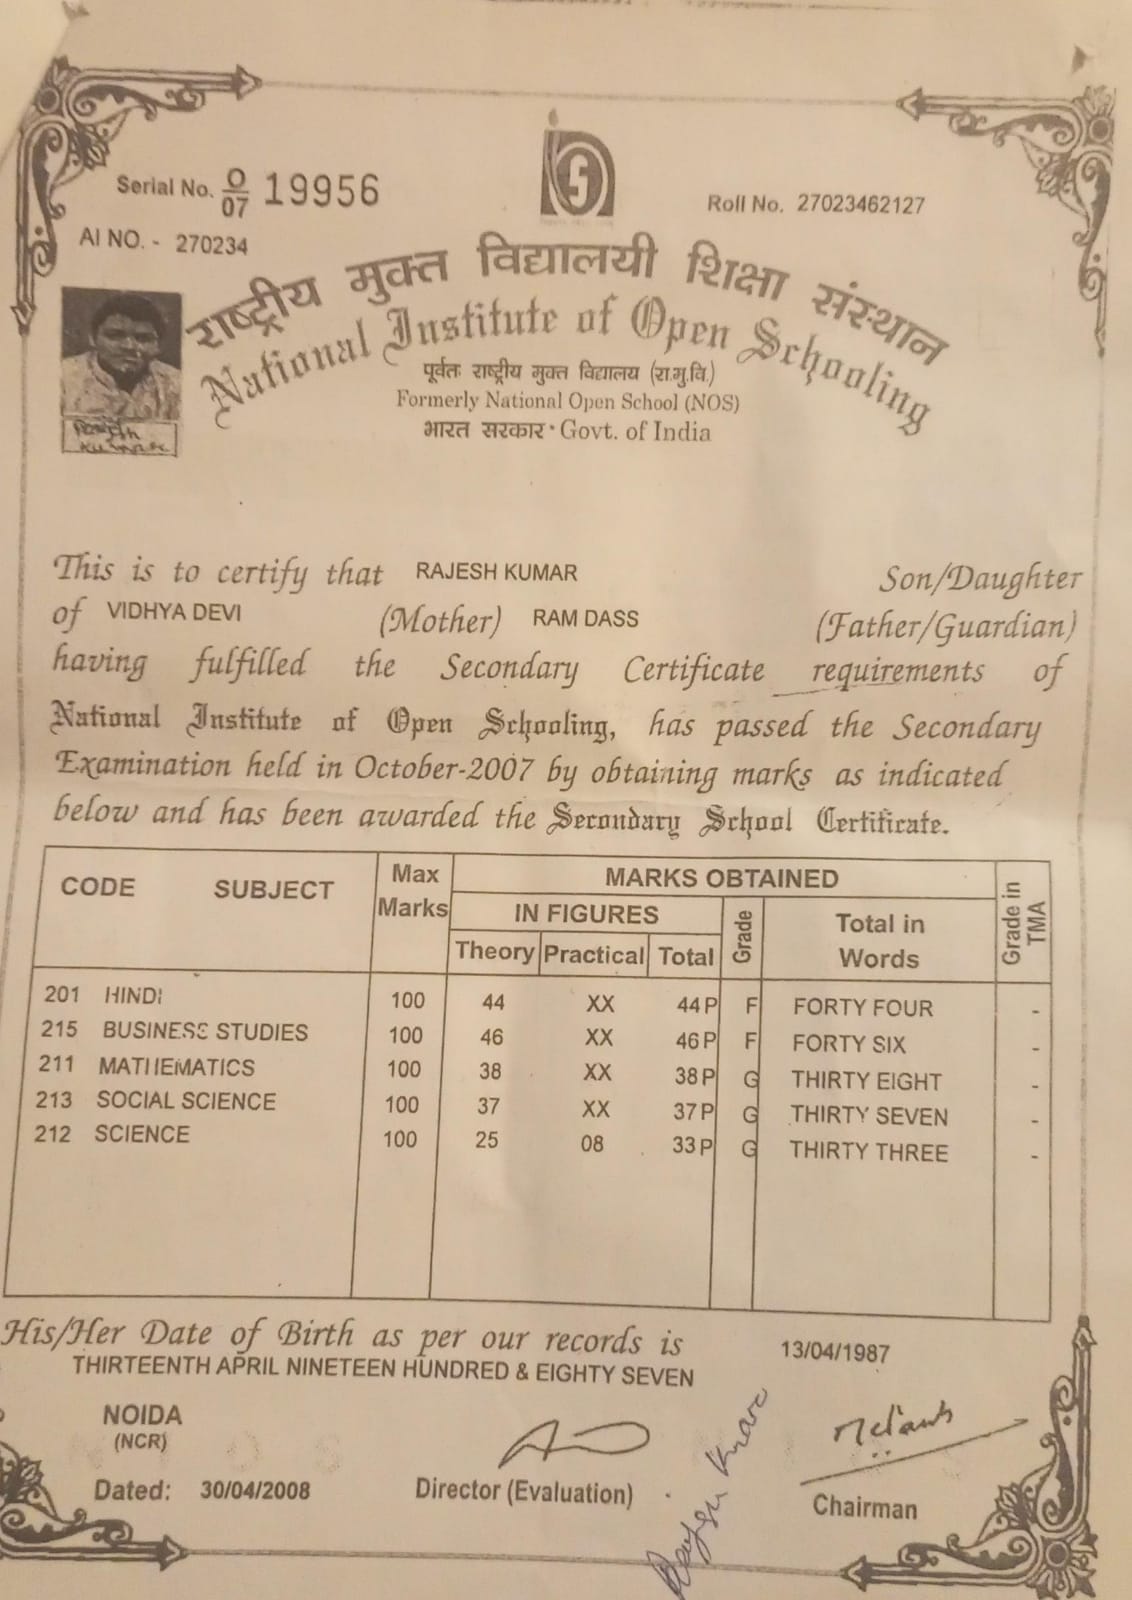 Serial No. O/07 19956
Roll No. 27023462127
AI NO. - 270234
राष्ट्रीय मुक्त विद्यालयी शिक्षा संस्थान
National Institute of Open Schooling
पूर्वतः राष्ट्रीय मुक्त विद्यालय (रा.मु.वि.)
Formerly National Open School (NOS)
भारत सरकार · Govt. of India
Rajesh
Kumar
This is to certify that RAJESH KUMAR Son/Daughter
of VIDHYA DEVI (Mother) RAM DASS (Father/Guardian)
having fulfilled the Secondary Certificate requirements of
National Institute of Open Schooling, has passed the Secondary
Examination held in October-2007 by obtaining marks as indicated
below and has been awarded the Secondary School Certificate.
CODE SUBJECT Max Marks MARKS OBTAINED Grade in TMA
IN FIGURES Grade Total in Words
Theory Practical Total
201 HINDI 100 44 XX 44 P F FORTY FOUR -
215 BUSINESS STUDIES 100 46 XX 46 P F FORTY SIX -
211 MATHEMATICS 100 38 XX 38 P G THIRTY EIGHT -
213 SOCIAL SCIENCE 100 37 XX 37 P G THIRTY SEVEN -
212 SCIENCE 100 25 08 33 P G THIRTY THREE -
His/Her Date of Birth as per our records is 13/04/1987
THIRTEENTH APRIL NINETEEN HUNDRED & EIGHTY SEVEN
NOIDA
(NCR)
Dated: 30/04/2008
Director (Evaluation)
Chairman